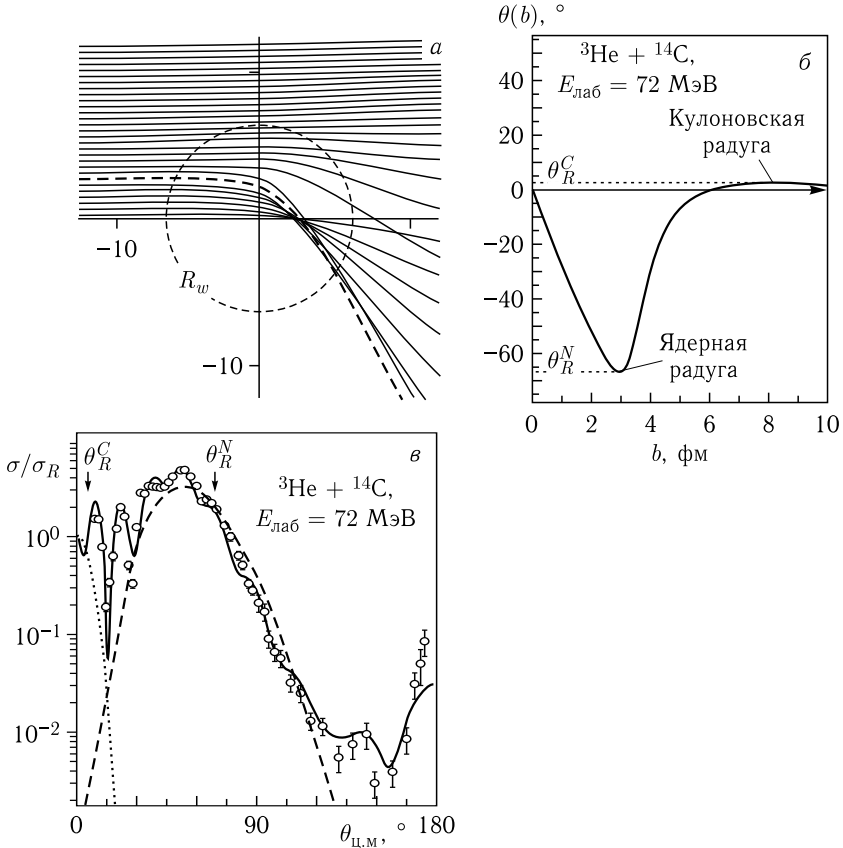 а
−10
R_w
−10
θ(b), °
³He + ¹⁴C,
E_лаб = 72 МэВ
б
Кулоновская
радуга
θ_R^C
40
20
0
−20
−40
−60
θ_R^N
Ядерная
радуга
0 2 4 6 8 10
b, фм
σ/σ_R
θ_R^C
θ_R^N
в
³He + ¹⁴C,
E_лаб = 72 МэВ
10⁰
10⁻¹
10⁻²
0 90 180
θ_ц.м, °